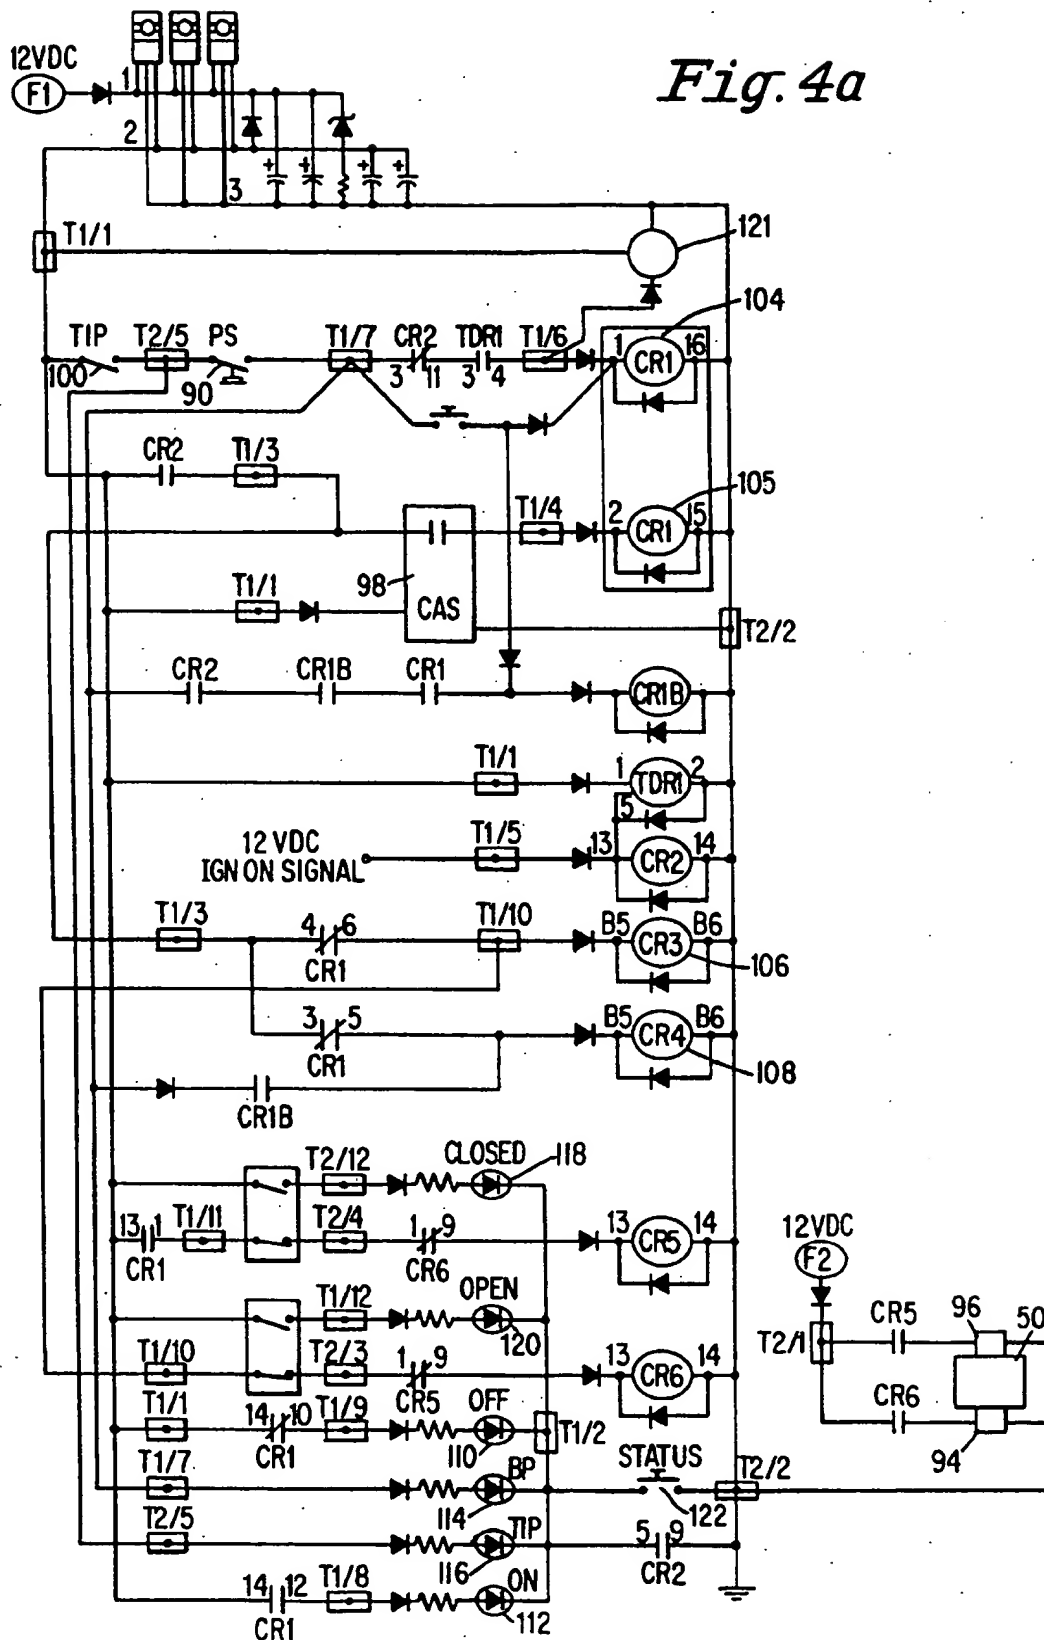 Fig. 4a
12VDC
F1
1
2
3
T1/1
121
104
TIP
T2/5
PS
T1/7
CR2
TDR1
T1/6
1
CR1
16
100
90
3
11
3
4
CR2
T1/3
105
T1/4
2
CR1
15
98
T1/1
CAS
T2/2
CR2
CR1B
CR1
CR1B
T1/1
1
TDR1
2
5
12 VDC
IGN ON SIGNAL
T1/5
13
CR2
14
T1/3
4
6
CR1
T1/10
B5
CR3
B6
106
3
5
CR1
B5
CR4
B6
108
CR1B
T2/12
CLOSED
118
13
1
CR1
T1/11
T2/4
1
9
CR6
13
CR5
14
12VDC
F2
T1/12
OPEN
120
CR5
96
50
T2/1
T1/10
T2/3
1
9
CR5
13
CR6
14
CR6
94
T1/1
14
10
CR1
T1/9
OFF
110
T1/2
T1/7
BP
114
STATUS
122
T2/2
T2/5
TIP
116
5
9
CR2
14
12
CR1
T1/8
ON
112